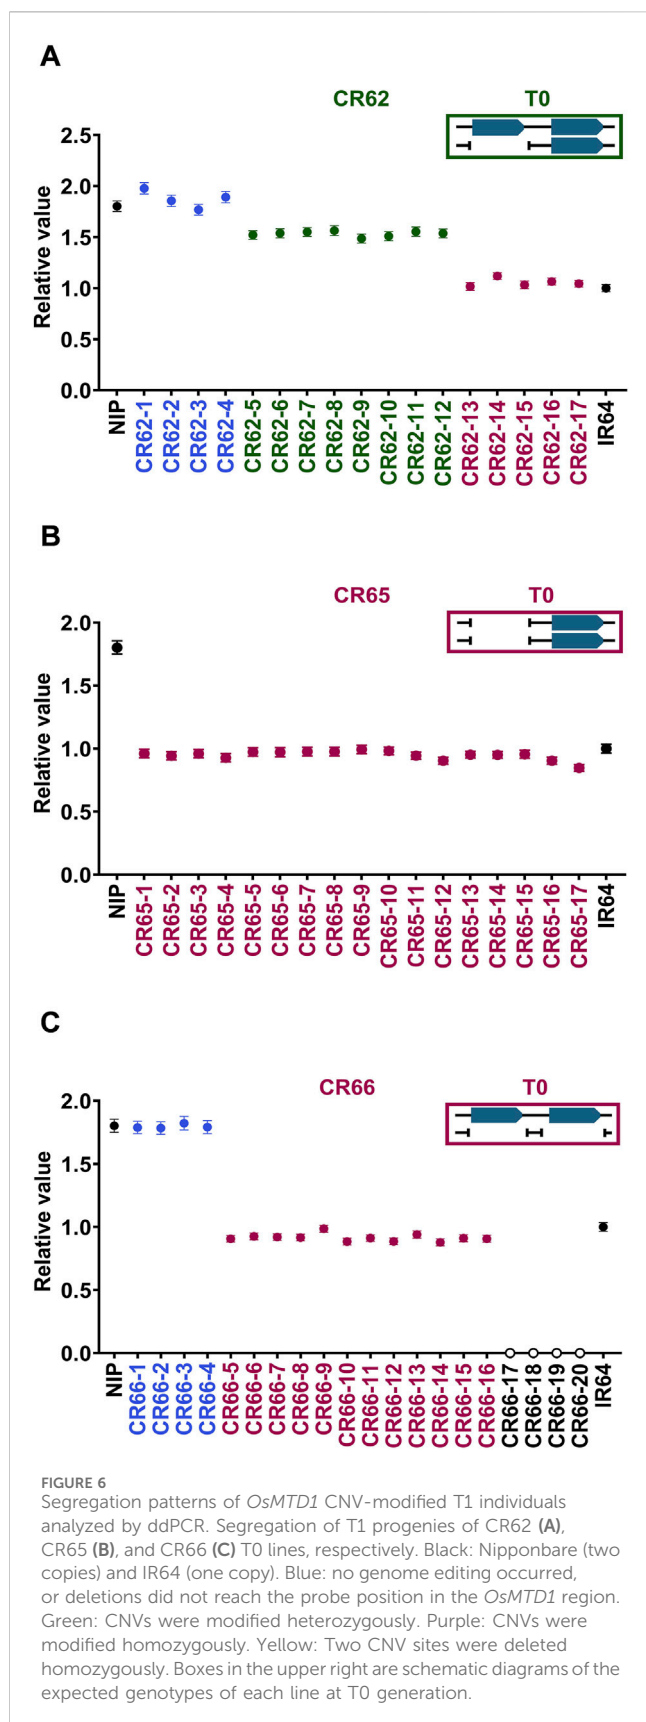 A
CR62
T0
Relative value
2.5
2.0
1.5
1.0
0.5
0.0
NIP
CR62-1
CR62-2
CR62-3
CR62-4
CR62-5
CR62-6
CR62-7
CR62-8
CR62-9
CR62-10
CR62-11
CR62-12
CR62-13
CR62-14
CR62-15
CR62-16
CR62-17
IR64
B
CR65
T0
Relative value
2.0
1.5
1.0
0.5
0.0
NIP
CR65-1
CR65-2
CR65-3
CR65-4
CR65-5
CR65-6
CR65-7
CR65-8
CR65-9
CR65-10
CR65-11
CR65-12
CR65-13
CR65-14
CR65-15
CR65-16
CR65-17
IR64
C
CR66
T0
Relative value
2.0
1.5
1.0
0.5
0.0
NIP
CR66-1
CR66-2
CR66-3
CR66-4
CR66-5
CR66-6
CR66-7
CR66-8
CR66-9
CR66-10
CR66-11
CR66-12
CR66-13
CR66-14
CR66-15
CR66-16
CR66-17
CR66-18
CR66-19
CR66-20
IR64
FIGURE 6
Segregation patterns of OsMTD1 CNV-modified T1 individuals
analyzed by ddPCR. Segregation of T1 progenies of CR62 (A),
CR65 (B), and CR66 (C) T0 lines, respectively. Black: Nipponbare (two
copies) and IR64 (one copy). Blue: no genome editing occurred,
or deletions did not reach the probe position in the OsMTD1 region.
Green: CNVs were modified heterozygously. Purple: CNVs were
modified homozygously. Yellow: Two CNV sites were deleted
homozygously. Boxes in the upper right are schematic diagrams of the
expected genotypes of each line at T0 generation.